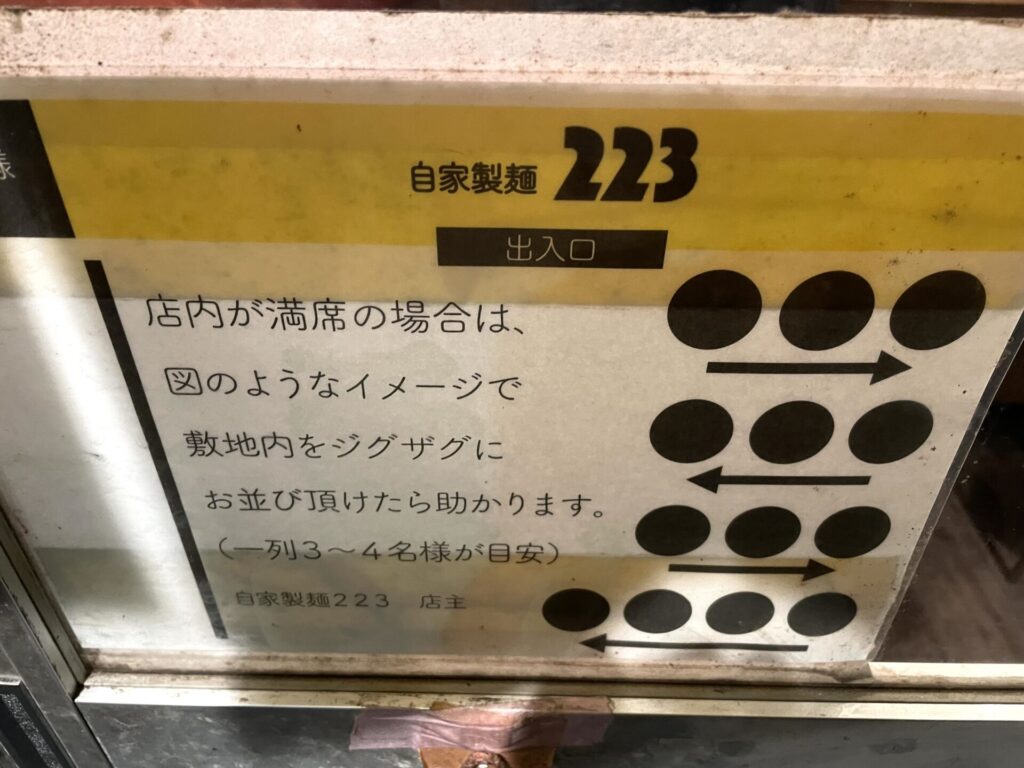 様
自家製麺 223
出入口
店内が満席の場合は、
図のようなイメージで
敷地内をジグザグに
お並び頂けたら助かります。
（一列3〜4名様が目安）
自家製麺223　店主